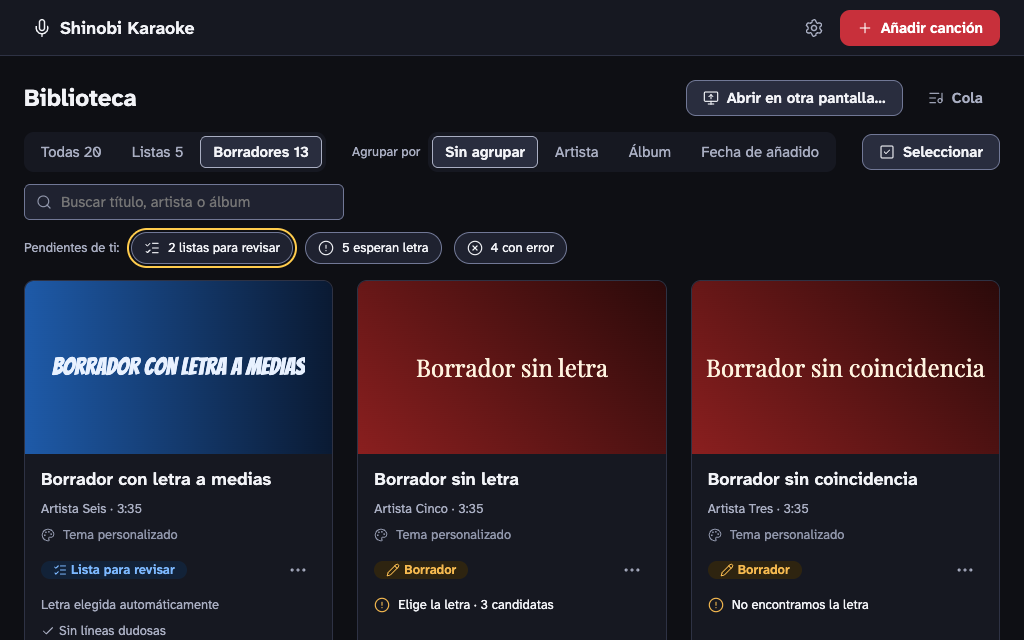 Shinobi Karaoke
Añadir canción
Biblioteca
Abrir en otra pantalla...
Cola
Todas 20
Listas 5
Borradores 13
Agrupar por
Sin agrupar
Artista
Álbum
Fecha de añadido
Seleccionar
Buscar título, artista o álbum
Pendientes de ti:
2 listas para revisar
5 esperan letra
4 con error
BORRADOR CON LETRA A MEDIAS
Borrador sin letra
Borrador sin coincidencia
Borrador con letra a medias
Artista Seis · 3:35
Tema personalizado
Lista para revisar
Letra elegida automáticamente
Sin líneas dudosas
Borrador sin letra
Artista Cinco · 3:35
Tema personalizado
Borrador
Elige la letra · 3 candidatas
Borrador sin coincidencia
Artista Tres · 3:35
Tema personalizado
Borrador
No encontramos la letra